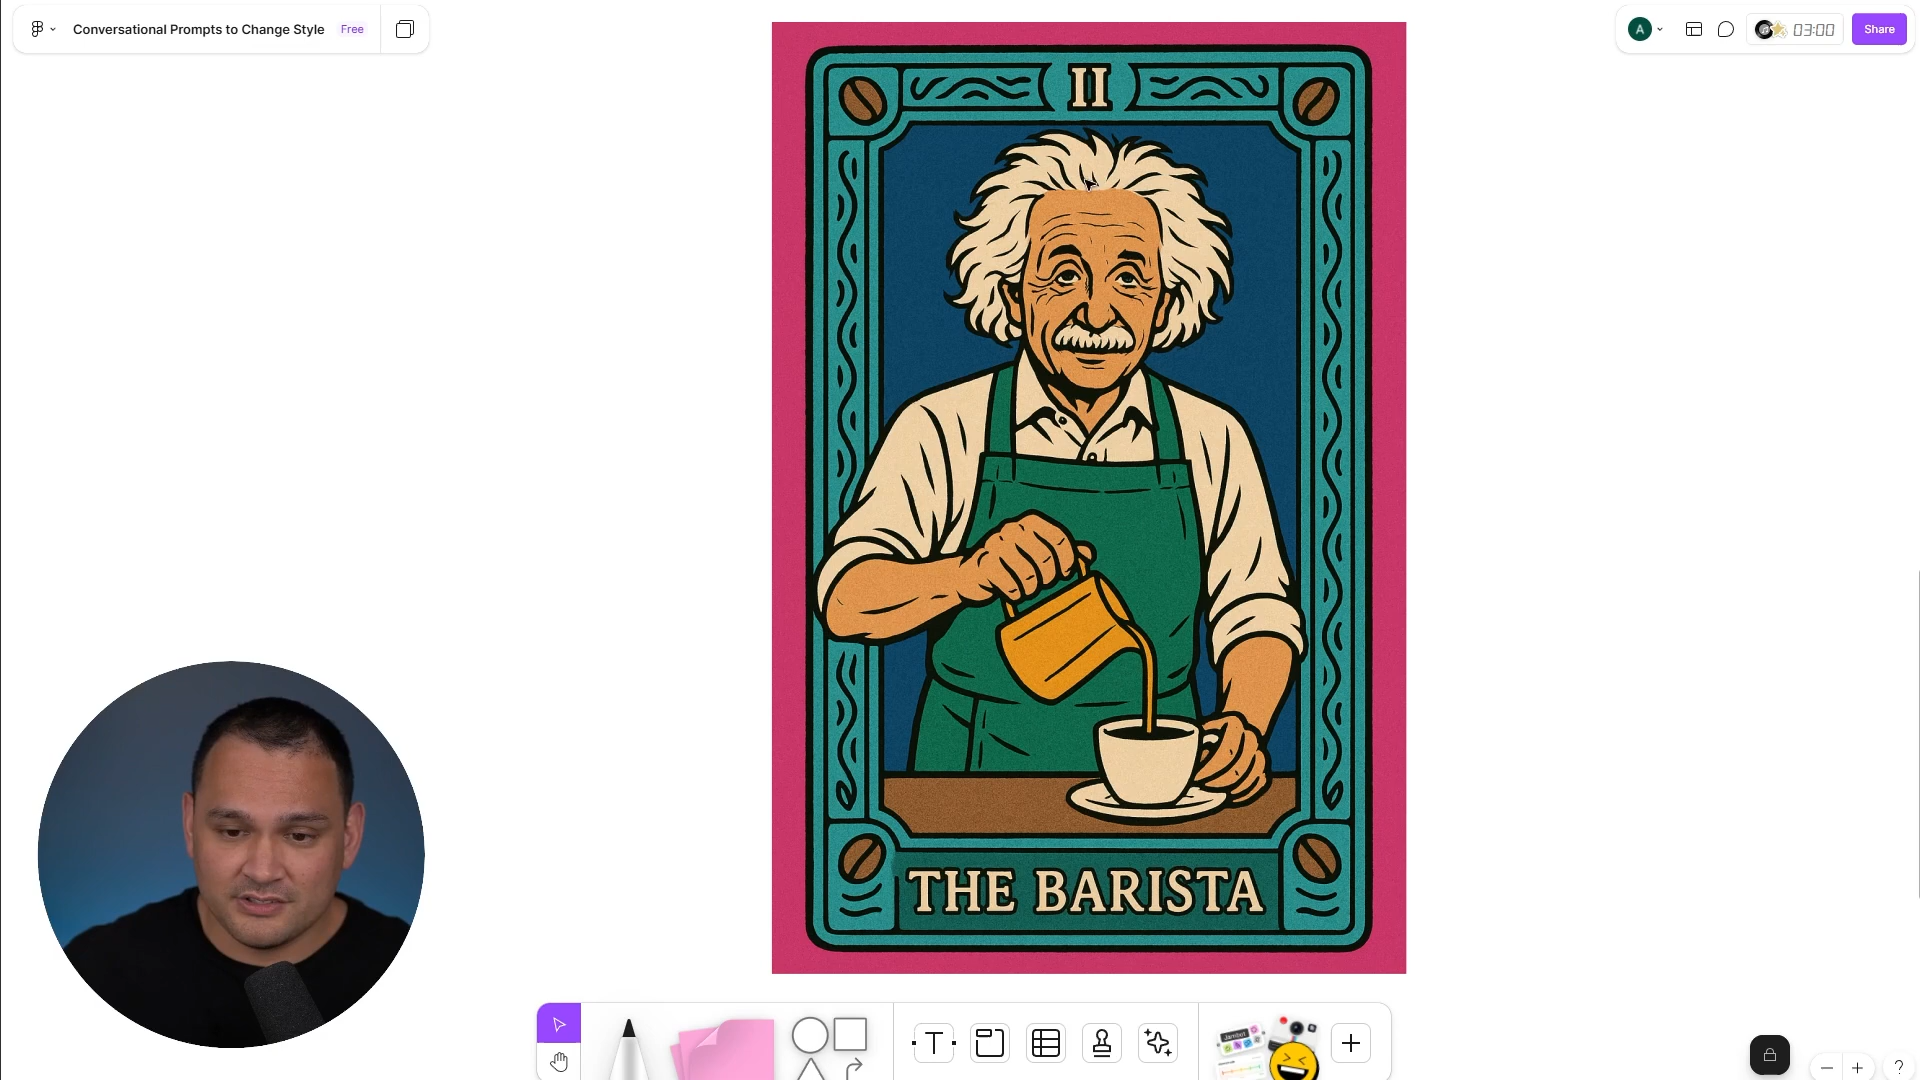 Conversational Prompts to Change Style Free
A 03:00 Share
II
THE BARISTA
T
?